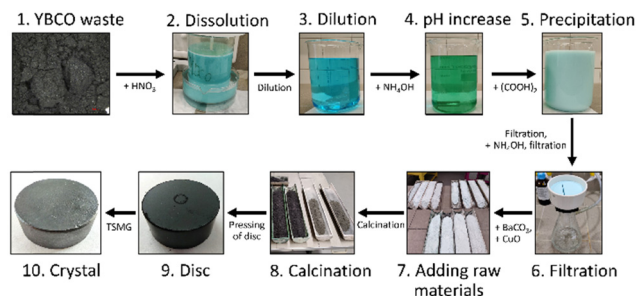 1. YBCO waste
2. Dissolution
3. Dilution
4. pH increase
5. Precipitation
+ HNO₃
Dilution
+ NH₄OH
+ (COOH)₂
Filtration,
+ NH₄OH, filtration
+ BaCO₃,
+ CuO
Calcination
Pressing
of disc
TSMG
10. Crystal
9. Disc
8. Calcination
7. Adding raw
materials
6. Filtration